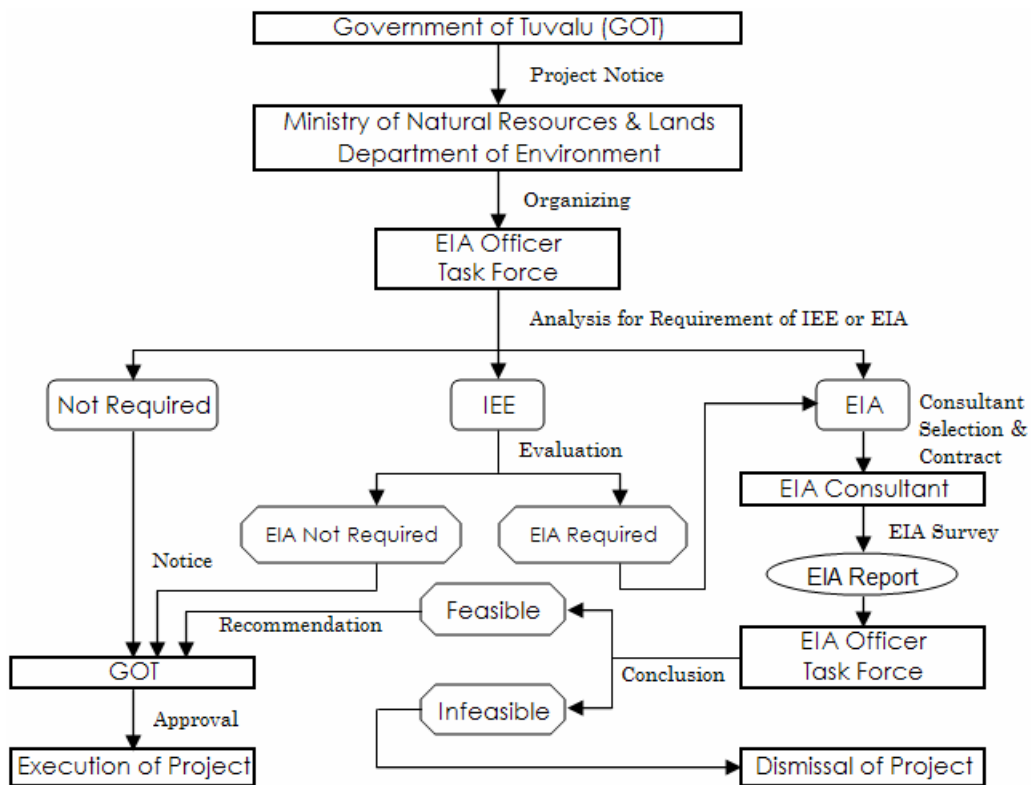 Government of Tuvalu (GOT)
Project Notice
Ministry of Natural Resources & Lands
Department of Environment
Organizing
EIA Officer
Task Force
Analysis for Requirement of IEE or EIA
Not Required
IEE
EIA
Consultant
Selection &
Contract
Evaluation
EIA Consultant
EIA Not Required
EIA Required
EIA Survey
Notice
EIA Report
Feasible
Recommendation
EIA Officer
Task Force
GOT
Conclusion
Infeasible
Approval
Execution of Project
Dismissal of Project